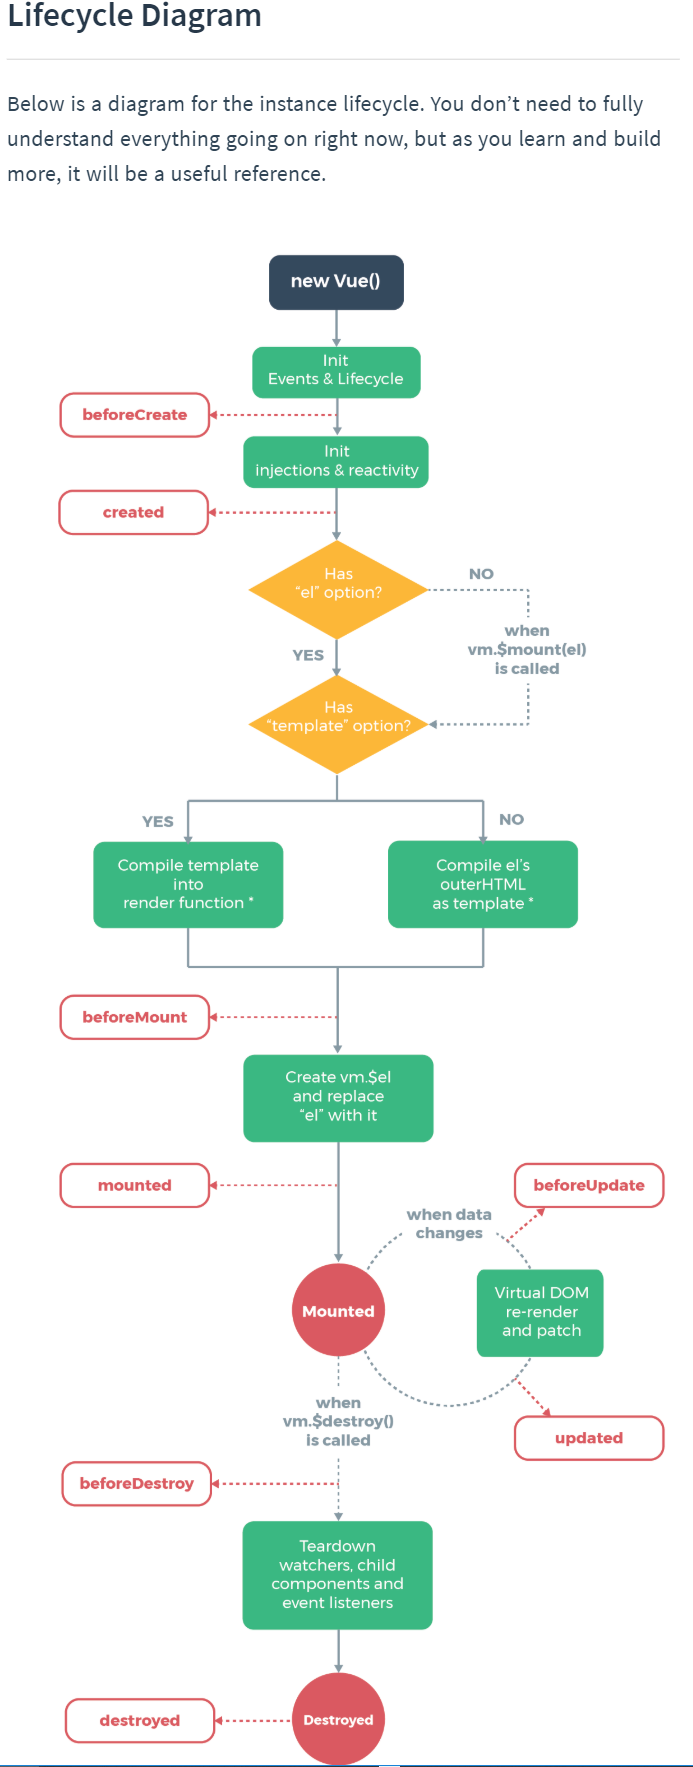 Lifecycle Diagram
Below is a diagram for the instance lifecycle. You don’t need to fully
understand everything going on right now, but as you learn and build
more, it will be a useful reference.
new Vue()
Init
Events & Lifecycle
beforeCreate
Init
injections & reactivity
created
Has
“el” option?
NO
when
vm.$mount(el)
is called
YES
Has
“template” option?
YES
NO
Compile template
into
render function *
Compile el’s
outerHTML
as template *
beforeMount
Create vm.$el
and replace
“el” with it
mounted
beforeUpdate
when data
changes
Mounted
Virtual DOM
re-render
and patch
when
vm.$destroy()
is called
updated
beforeDestroy
Teardown
watchers, child
components and
event listeners
destroyed
Destroyed